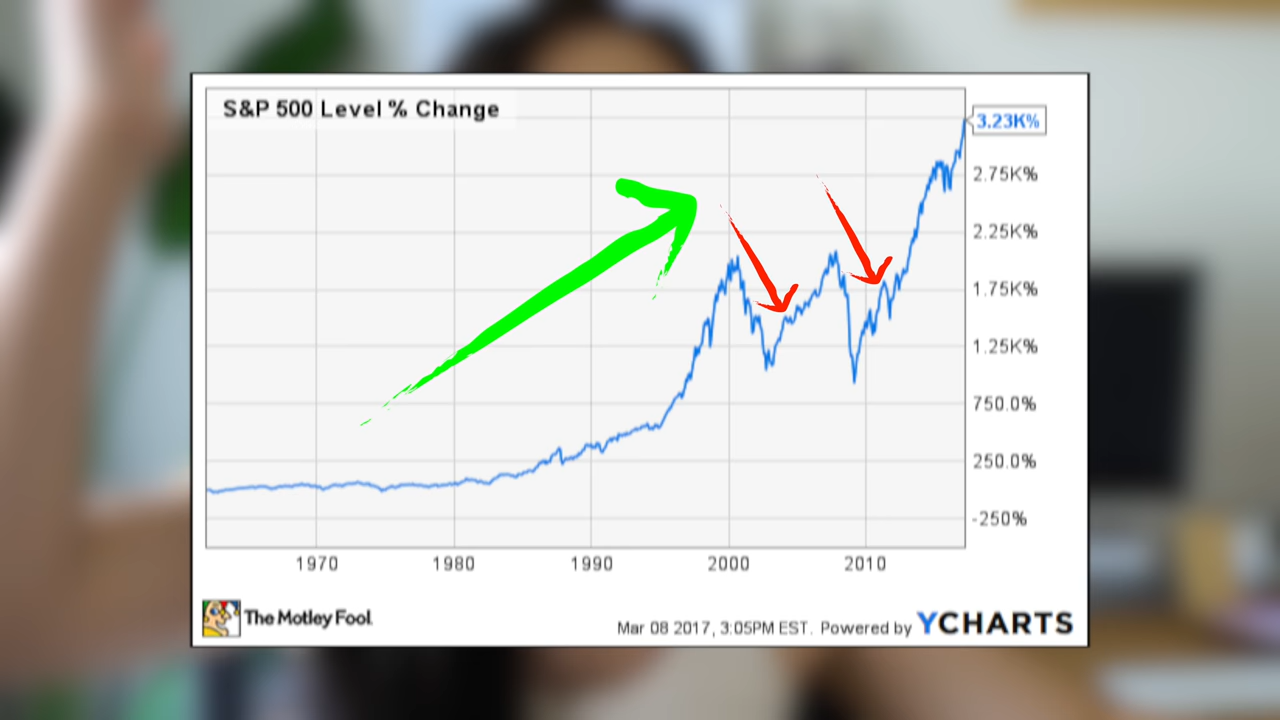 S&P 500 Level % Change
3.23K%
2.75K%
2.25K%
1.75K%
1.25K%
750.0%
250.0%
-250%
1970 1980 1990 2000 2010
The Motley Fool
Mar 08 2017, 3:05PM EST. Powered by YCHARTS